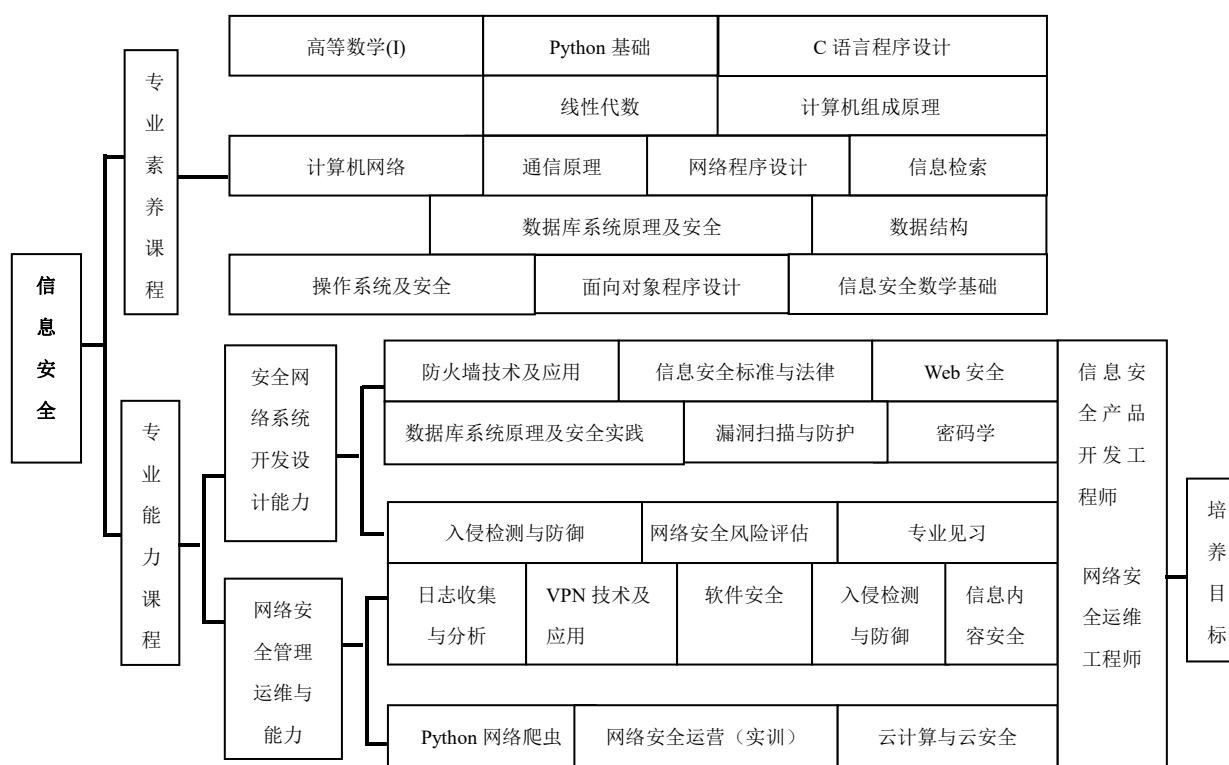 信息安全
专业素养课程
高等数学(I)
Python 基础
C 语言程序设计
线性代数
计算机组成原理
计算机网络
通信原理
网络程序设计
信息检索
数据库系统原理及安全
数据结构
操作系统及安全
面向对象程序设计
信息安全数学基础
专业能力课程
安全网
络系统
开发设
计能力
防火墙技术及应用
信息安全标准与法律
Web 安全
数据库系统原理及安全实践
漏洞扫描与防护
密码学
入侵检测与防御
网络安全风险评估
专业见习
网络安
全管理
运维与
能力
日志收集
与分析
VPN 技术及
应用
软件安全
入侵检测
与防御
信息内
容安全
Python 网络爬虫
网络安全运营（实训）
云计算与云安全
信息安
全产品
开发工
程师
网络安
全运维
工程师
培养目标